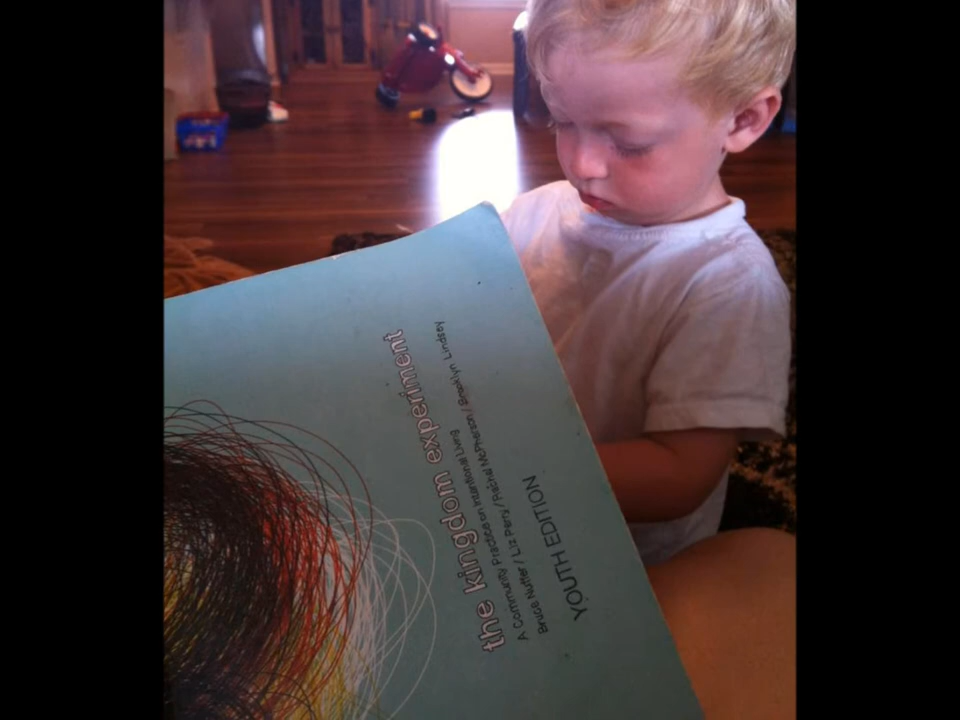 the kingdom experiment
A Community Practice on Intentional Living
Bruce Nuffer / Liz Perry / Rachel McPherson / Brooklyn Lindsey
YOUTH EDITION